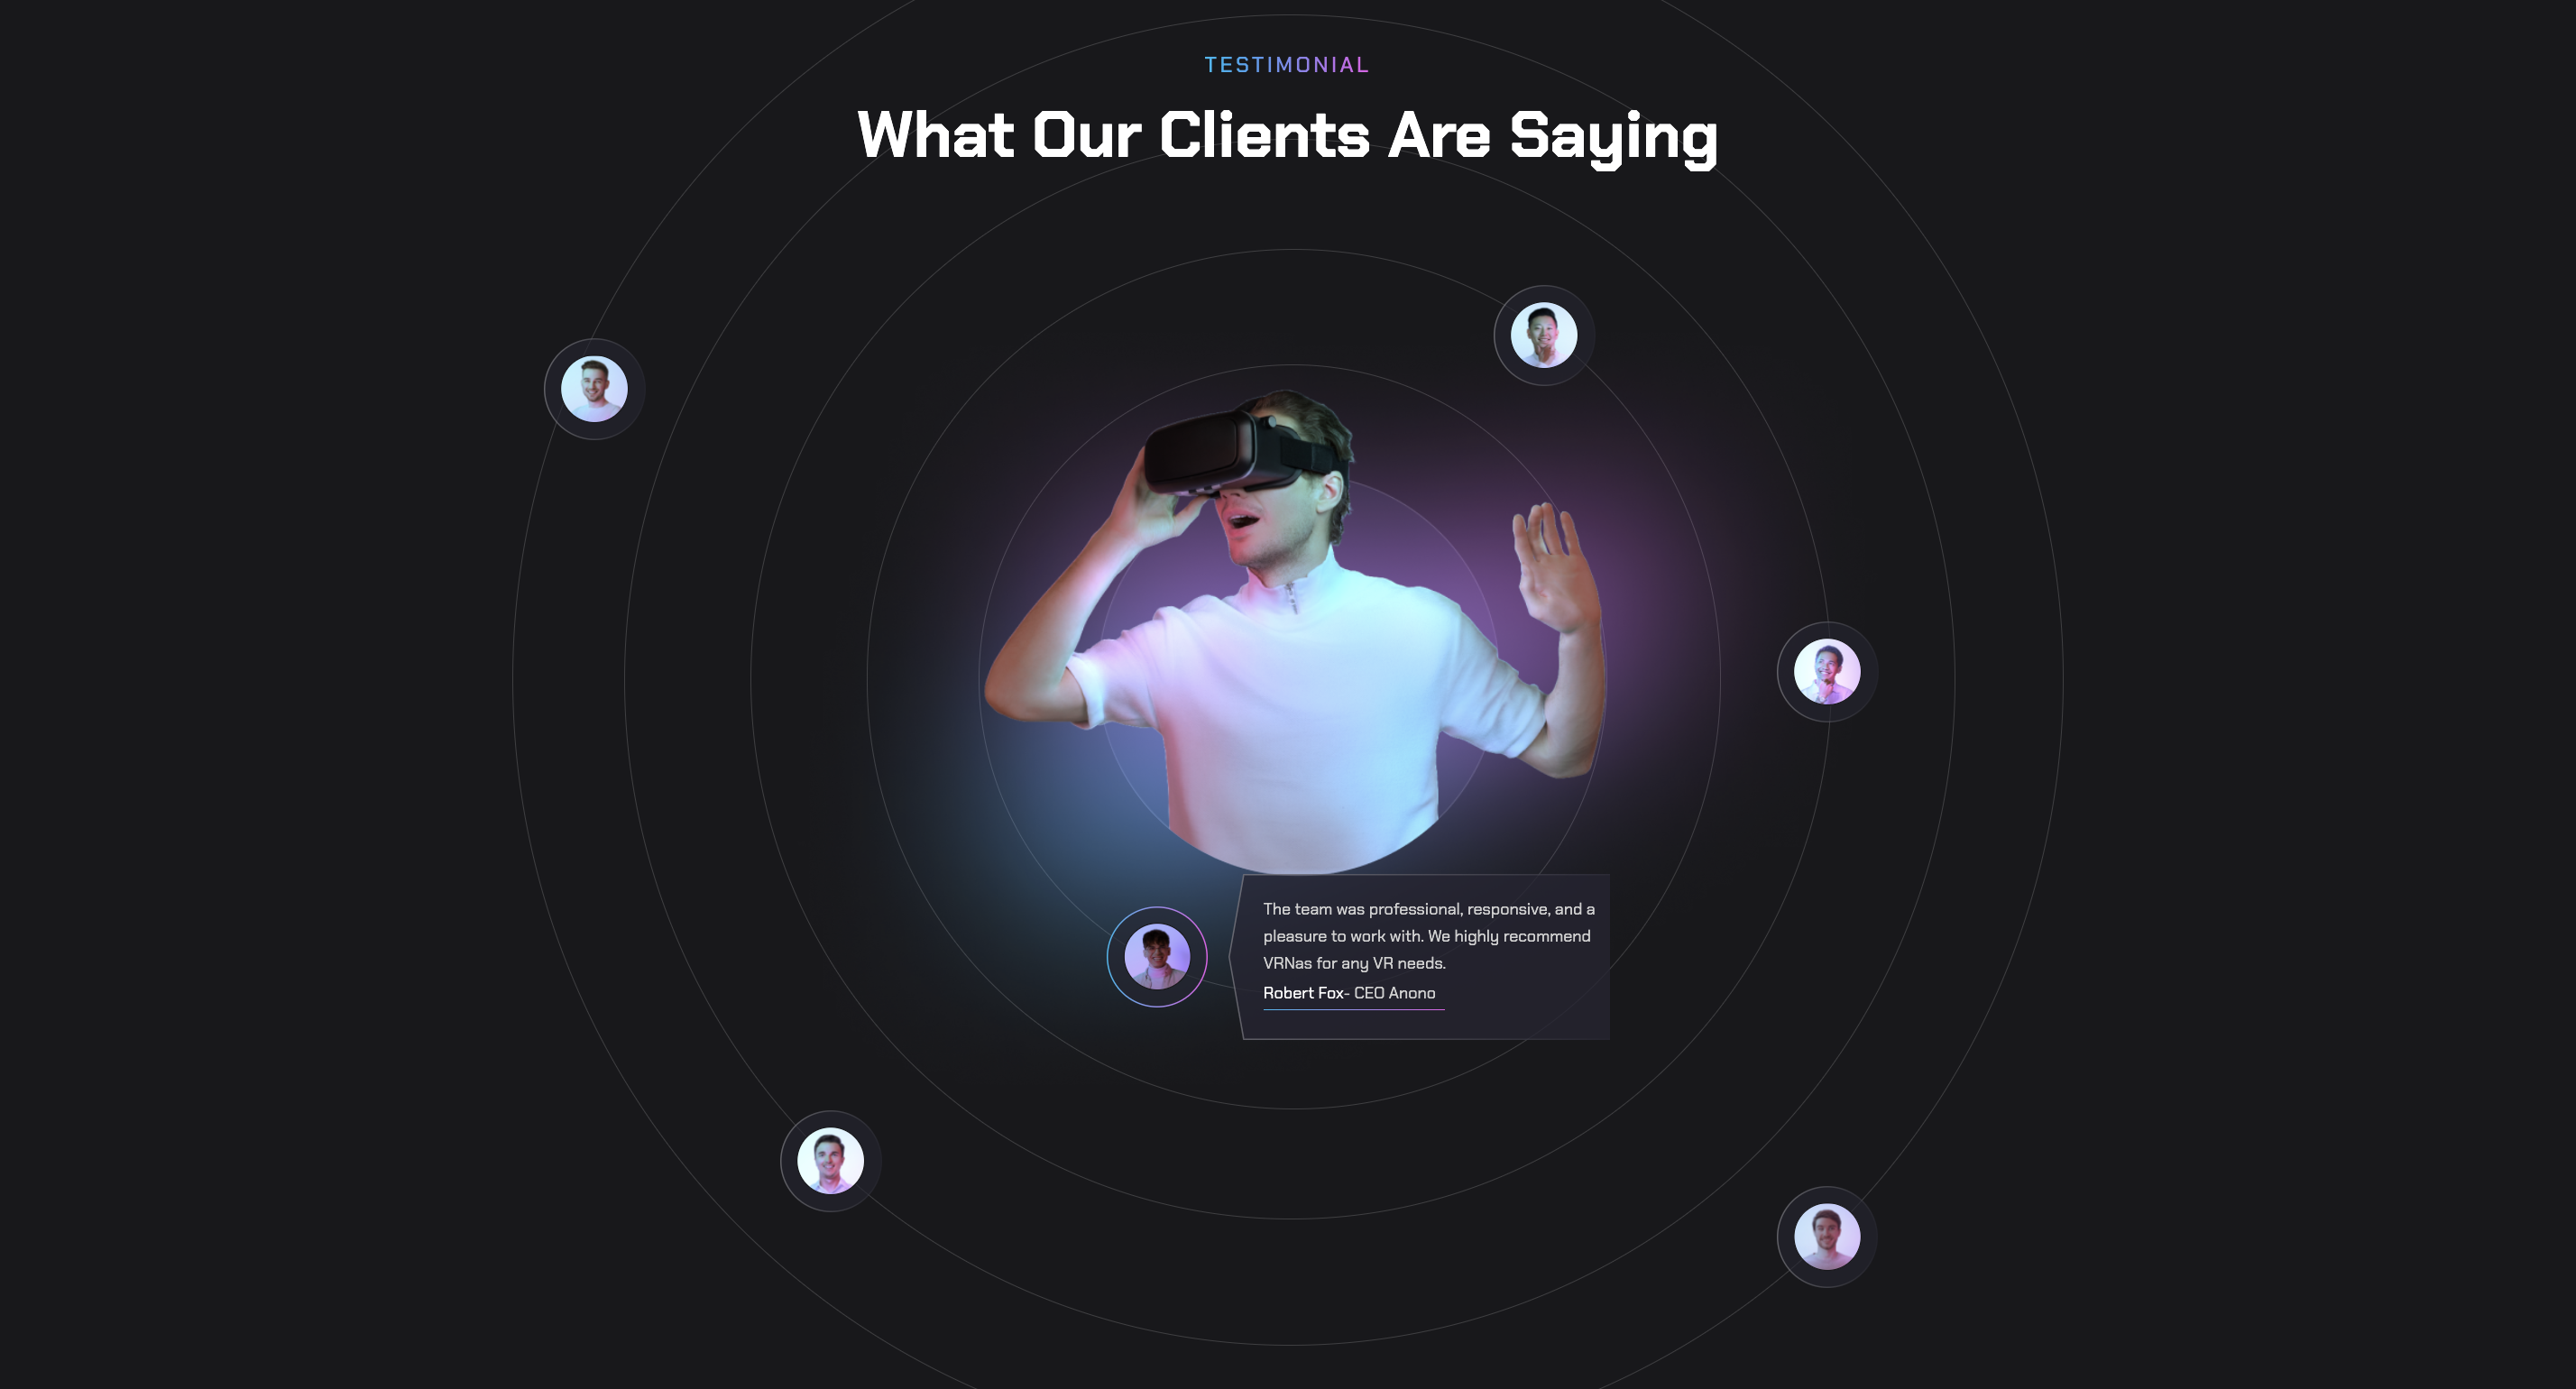 TESTIMONIAL
What Our Clients Are Saying
The team was professional, responsive, and a
pleasure to work with. We highly recommend
VRNas for any VR needs.
Robert Fox- CEO Anono